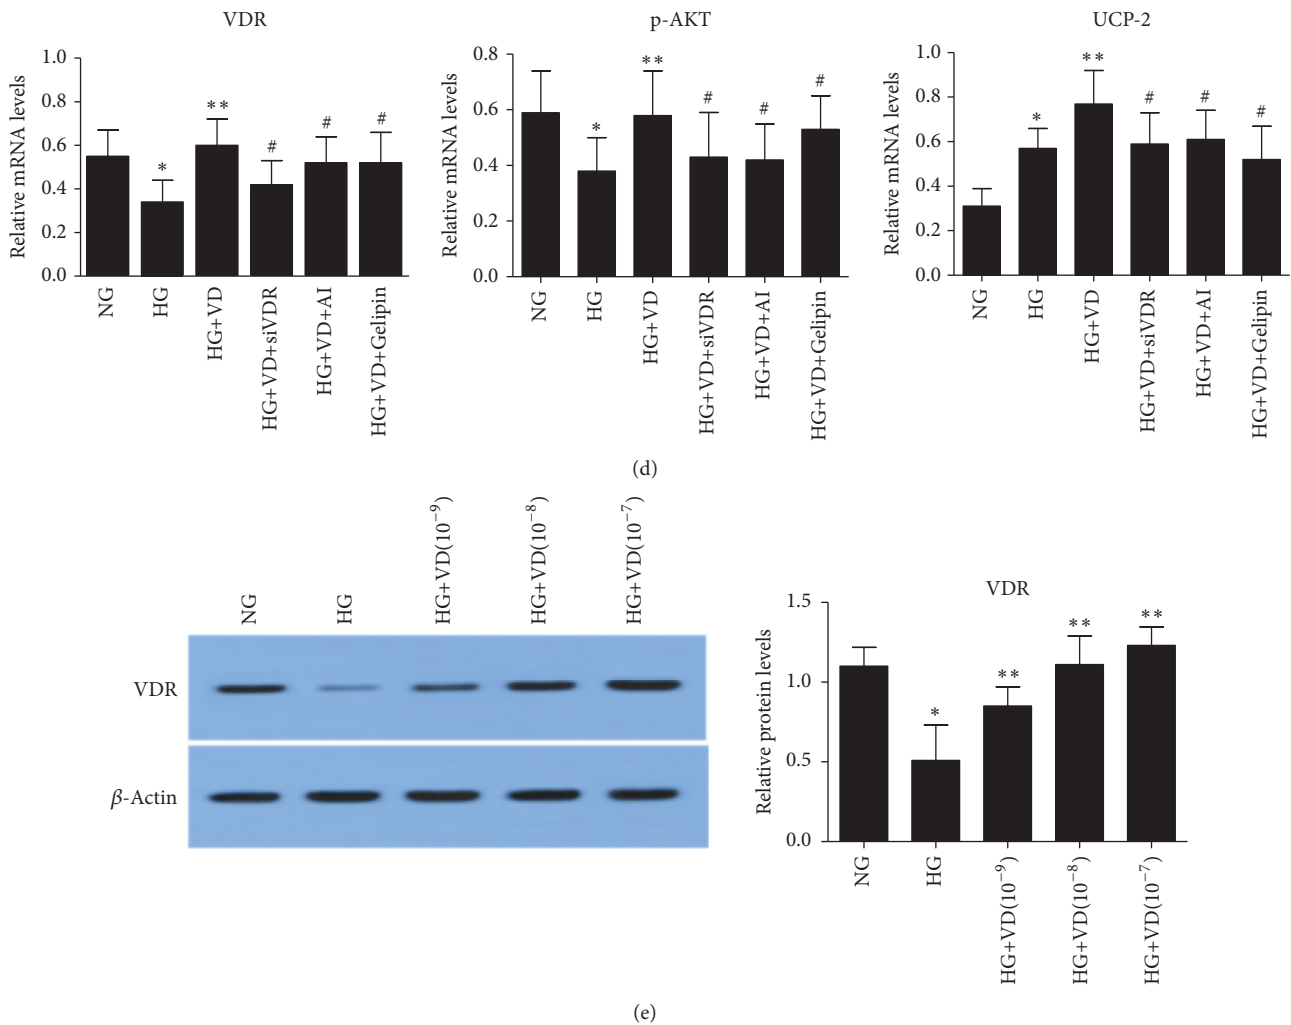 VDR
Relative mRNA levels
1.0
0.8
0.6
0.4
0.2
0.0
*
**
#
#
#
NG
HG
HG+VD
HG+VD+siVDR
HG+VD+AI
HG+VD+Gelipin
p-AKT
Relative mRNA levels
0.8
0.6
0.4
0.2
0.0
*
**
#
#
#
NG
HG
HG+VD
HG+VD+siVDR
HG+VD+AI
HG+VD+Gelipin
UCP-2
Relative mRNA levels
1.0
0.8
0.6
0.4
0.2
0.0
*
**
#
#
#
NG
HG
HG+VD
HG+VD+siVDR
HG+VD+AI
HG+VD+Gelipin
(d)
NG
HG
HG+VD(10⁻⁹)
HG+VD(10⁻⁸)
HG+VD(10⁻⁷)
VDR
β-Actin
VDR
Relative protein levels
1.5
1.0
0.5
0.0
*
**
**
**
NG
HG
HG+VD(10⁻⁹)
HG+VD(10⁻⁸)
HG+VD(10⁻⁷)
(e)